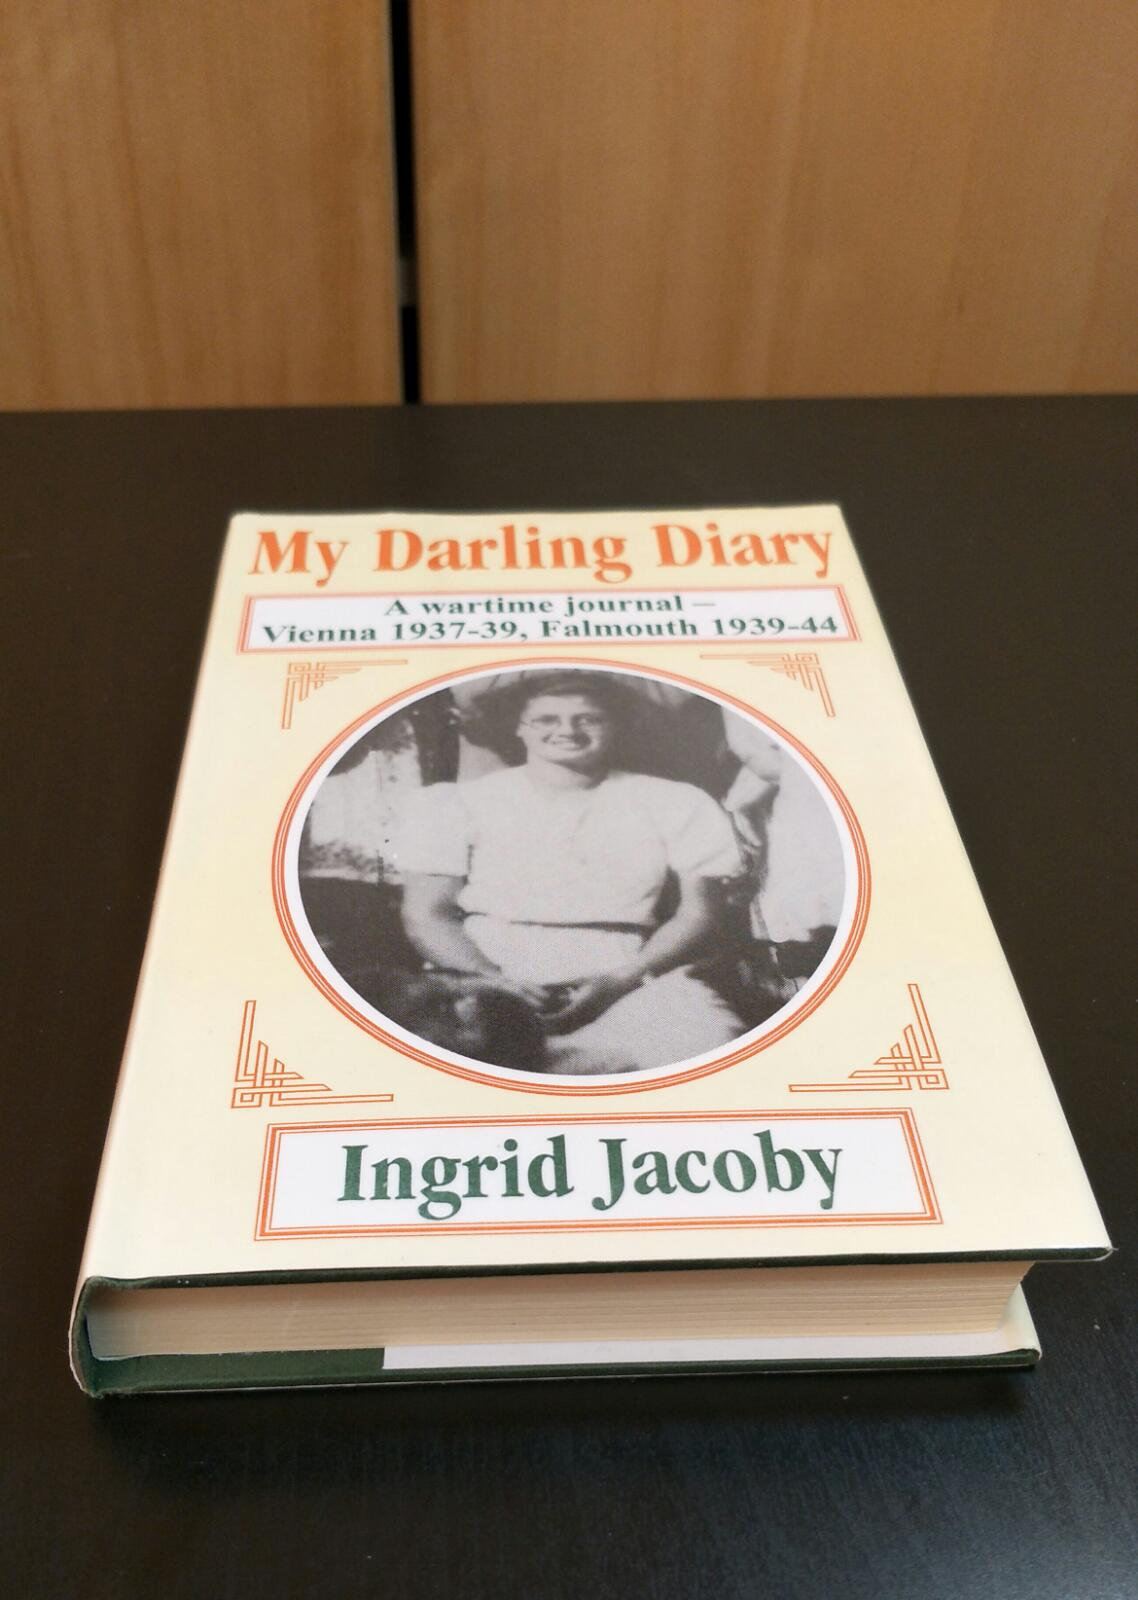 My Darling Diary
A wartime journal –
Vienna 1937-39, Falmouth 1939-44
Ingrid Jacoby